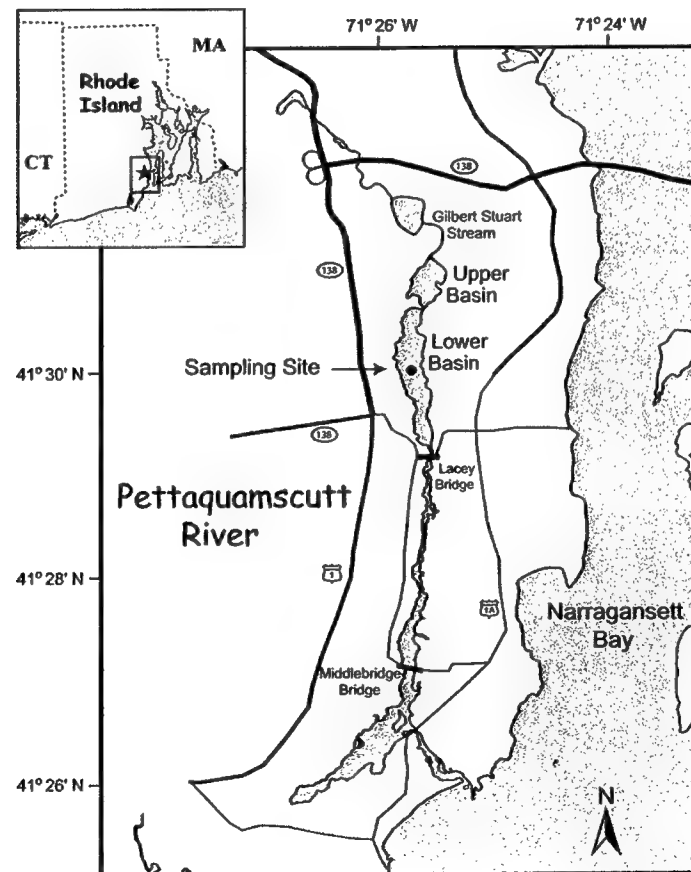 71°26' W
71°24' W
MA
Rhode
Island
CT
138
Gilbert Stuart
Stream
138
Upper
Basin
Lower
Basin
41°30' N
Sampling Site
138
Lacey
Bridge
Pettaquamscutt
River
41°28' N
1
1A
Narragansett
Bay
Middlebridge
Bridge
41°26' N
N